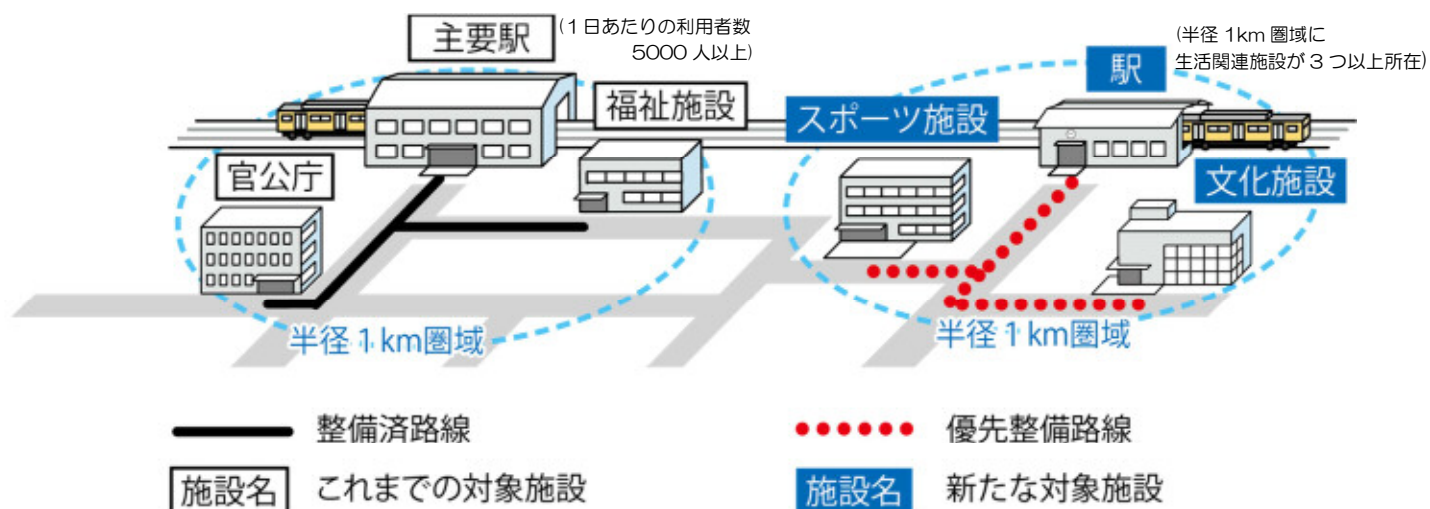 主要駅
(1日あたりの利用者数
5000人以上)
駅
(半径 1km 圏域に
生活関連施設が3つ以上所在)
福祉施設
スポーツ施設
官公庁
文化施設
半径1km圏域
半径1km圏域
整備済路線
優先整備路線
施設名 これまでの対象施設
施設名 新たな対象施設